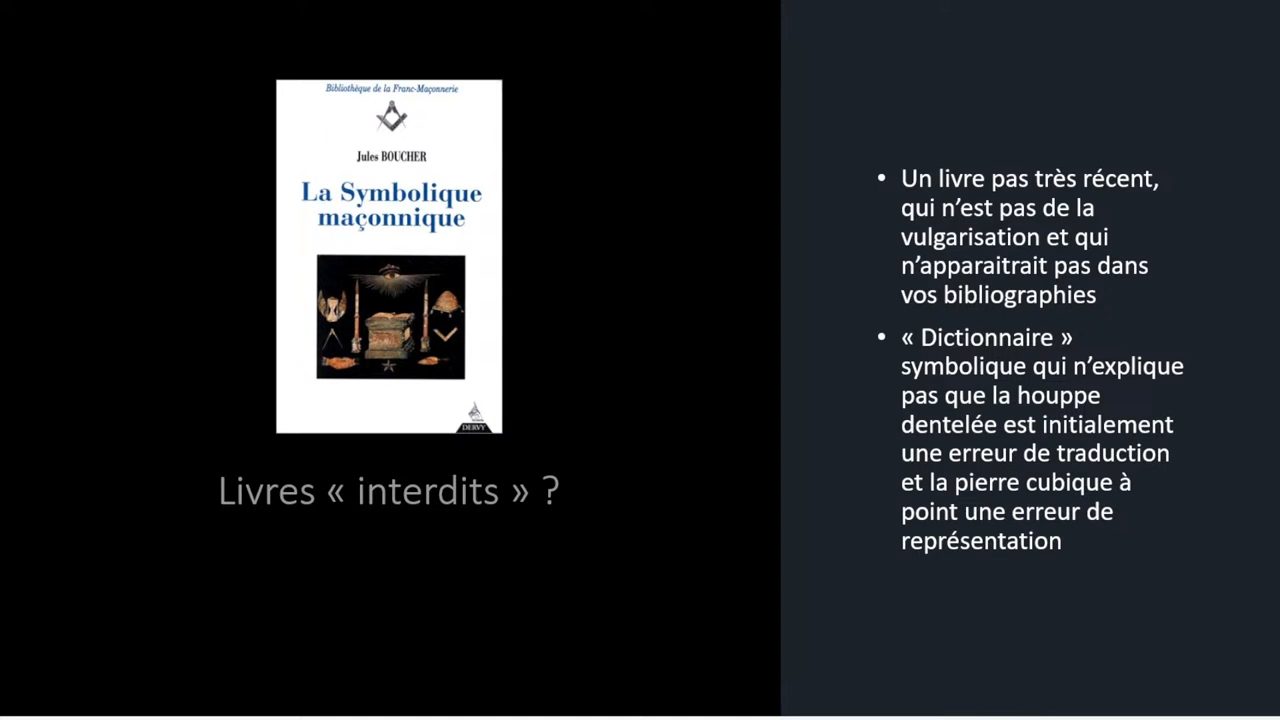 Bibliothèque de la Franc-Maçonnerie
Jules BOUCHER
La Symbolique
maçonnique
DERVY
Livres « interdits » ?
• Un livre pas très récent,
qui n’est pas de la
vulgarisation et qui
n’apparaitrait pas dans
vos bibliographies
• « Dictionnaire »
symbolique qui n’explique
pas que la houppe
dentelée est initialement
une erreur de traduction
et la pierre cubique à
point une erreur de
représentation